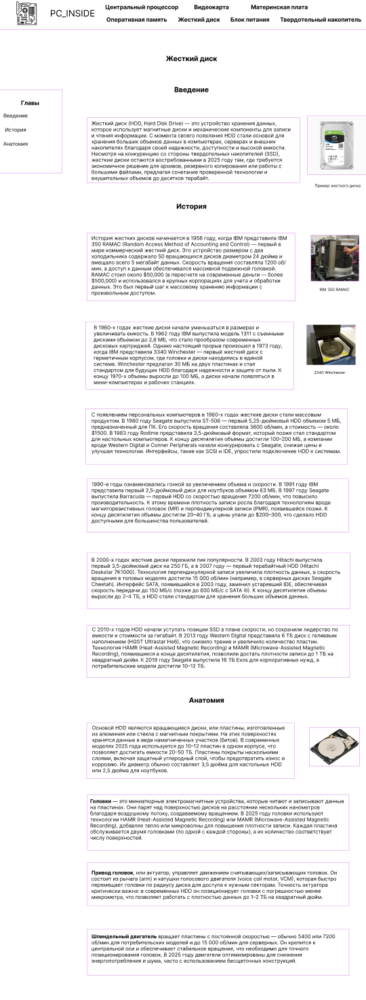 PC_INSIDE
Центральный процессор Видеокарта Материнская плата
Оперативная память Жесткий диск Блок питания Твердотельный накопитель
Жесткий диск
Главы
Введение
История
Анатомия
Введение
Жесткий диск (HDD, Hard Disk Drive) — это устройство хранения данных,
которое использует магнитные диски и механические компоненты для записи
и чтения информации. С момента своего появления HDD стали основой для
хранения больших объемов данных в компьютерах, серверах и внешних
накопителях благодаря своей надежности, доступности и высокой емкости.
Несмотря на конкуренцию со стороны твердотельных накопителей (SSD),
жесткие диски остаются востребованными в 2025 году там, где требуется
экономичное решение для архивов, резервного копирования или работы с
большими файлами, предлагая сочетание проверенной технологии и
внушительных объемов до десятков терабайт.
Пример жесткого диска
История
История жестких дисков начинается в 1956 году, когда IBM представила IBM
350 RAMAC (Random Access Method of Accounting and Control) — первый в
мире коммерческий жесткий диск. Это устройство размером с два
холодильника содержало 50 вращающихся дисков диаметром 24 дюйма и
вмещало всего 5 мегабайт данных. Скорость вращения составляла 1200 об/
мин, а доступ к данным обеспечивался массивной подвижной головкой.
RAMAC стоил около $50,000 (в пересчете на современные деньги — более
$500,000) и использовался в крупных корпорациях для учета и обработки
данных. Это был первый шаг к массовому хранению информации с
произвольным доступом.
IBM 350 RAMAC
В 1960-х годах жесткие диски начали уменьшаться в размерах и
увеличивать емкость. В 1962 году IBM выпустила модель 1311 с съемными
дисками объемом до 2,6 МБ, что стало прообразом современных
дисковых картриджей. Однако настоящий прорыв произошел в 1973 году,
когда IBM представила 3340 Winchester — первый жесткий диск с
герметичным корпусом, где головки и диски находились в единой
системе. Winchester предлагал 30 МБ на двух пластинах и стал
стандартом для будущих HDD благодаря надежности и защите от пыли. К
концу 1970-х объемы выросли до 100 МБ, а диски начали появляться в
мини-компьютерах и рабочих станциях.
3340 Winchester
С появлением персональных компьютеров в 1980-х годах жесткие диски стали массовым
продуктом. В 1980 году Seagate выпустила ST-506 — первый 5,25-дюймовый HDD объемом 5 МБ,
предназначенный для ПК. Его скорость вращения составляла 3600 об/мин, а стоимость — около
$1500. В 1983 году Rodime представила 3,5-дюймовый формат, который позже стал стандартом
для настольных компьютеров. К концу десятилетия объемы достигли 100–200 МБ, а компании
вроде Western Digital и Conner Peripherals начали конкурировать с Seagate, снижая цены и
улучшая технологии. Интерфейсы, такие как SCSI и IDE, упростили подключение HDD к системам.
1990-е годы ознаменовались гонкой за увеличением объема и скорости. В 1991 году IBM
представила первый 2,5-дюймовый диск для ноутбуков объемом 63 МБ. В 1997 году Seagate
выпустила Barracuda — первый HDD со скоростью вращения 7200 об/мин, что повысило
производительность. К этому времени плотность записи росла благодаря технологиям вроде
магниторезистивных головок (MR) и перпендикулярной записи (PMR), появившейся позже. К
концу десятилетия объемы достигли 20–40 ГБ, а цены упали до $200–300, что сделало HDD
доступными для большинства пользователей.
В 2000-х годах жесткие диски пережили пик популярности. В 2003 году Hitachi выпустила
первый 3,5-дюймовый диск на 250 ГБ, а в 2007 году — первый терабайтный HDD (Hitachi
Deskstar 7K1000). Технология перпендикулярной записи увеличила плотность данных, а скорость
вращения в топовых моделях достигла 15 000 об/мин (например, в серверных дисках Seagate
Cheetah). Интерфейс SATA, появившийся в 2003 году, заменил устаревший IDE, обеспечивая
скорость передачи до 150 МБ/с (позже до 600 МБ/с с SATA III). К концу десятилетия объемы
выросли до 2–4 ТБ, а HDD стали стандартом для хранения больших объемов данных.
С 2010-х годов HDD начали уступать позиции SSD в плане скорости, но сохранили лидерство по
емкости и стоимости за гигабайт. В 2013 году Western Digital представила 6 ТБ диск с гелиевым
наполнением (HGST Ultrastar He6), что снизило трение и увеличило количество пластин.
Технология HAMR (Heat-Assisted Magnetic Recording) и MAMR (Microwave-Assisted Magnetic
Recording), появившиеся в конце десятилетия, позволили достать плотности записи до 1 ТБ на
квадратный дюйм. К 2019 году Seagate выпустила 16 ТБ Exos для корпоративных нужд, а
потребительские модели достигли 10–12 ТБ.
Анатомия
Основой HDD являются вращающиеся диски, или пластины, изготовленные
из алюминия или стекла с магнитным покрытием. На этих поверхностях
хранятся данные в виде намагниченных участков (битов). В современных
моделях 2025 года используется до 10–12 пластин в одном корпусе, что
позволяет достигать емкости 20–50 ТБ. Пластины покрыты несколькими
слоями, включая защитный углеродный слой, чтобы предотвратить износ и
коррозию. Их диаметр обычно составляет 3,5 дюйма для настольных HDD
или 2,5 дюйма для ноутбуков.
Головки — это миниатюрные электромагнитные устройства, которые читают и записывают данные
на пластинах. Они парят над поверхностью дисков на расстоянии нескольких нанометров
благодаря воздушному потоку, создаваемому вращением. В 2025 году головки используют
технологии HAMR (Heat-Assisted Magnetic Recording) или MAMR (Microwave-Assisted Magnetic
Recording), добавляя тепло или микроволны для повышения плотности записи. Каждая пластина
обслуживается двумя головками (по одной с каждой стороны), а их количество соответствует
числу поверхностей.
Привод головок, или актуатор, управляет движением считывающих/записывающих головок. Он
состоит из рычага (arm) и катушки голосового двигателя (voice coil motor, VCM), которая быстро
перемещает головки по радиусу диска для доступа к нужным секторам. Точность актуатора
критически важна: в современных HDD он позиционирует головки с погрешностью менее
микрометра, что позволяет работать с плотностью данных до 1–2 ТБ на квадратный дюйм.
Шпиндельный двигатель вращает пластины с постоянной скоростью — обычно 5400 или 7200
об/мин для потребительских моделей и до 15 000 об/мин для серверных. Он крепится к
центральной оси и обеспечивает стабильное вращение, что необходимо для точного
позиционирования головок. В 2025 году двигатели оптимизированы для снижения
энергопотребления и шума, часто с использованием бесщеточных конструкций.